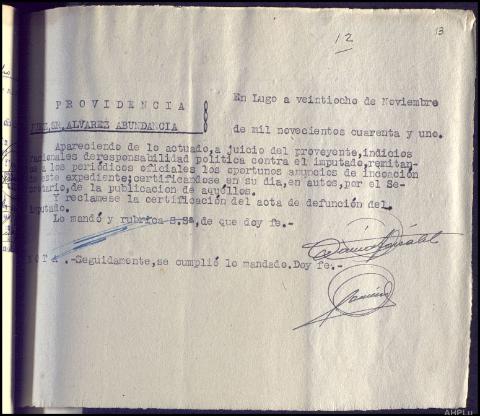 12
13
PROVIDENCIA
JUEZ,SR,ALVAREZ ABUNDANCIA
En Lugo a veintiocho de Noviembre
de mil novecientos cuarenta y uno.
Apareciendo de lo actuado,a juicio del proveyente,indicios
racionales deresponsabilidad politica contra el imputado,remitan-
se a los periodicos oficiales los oportunos anuncios de incoación
de este expediente;certificandose en su dia,en autos,por el Se-
cretario,de la publicacion de aquéllos.
Y reclamese la certificación del acta de defunción del
imputado.
Lo mandó y rubrica S.Sª,de que doy fe.-
NOTA.-Seguidamente,se cumplió lo mandado.Doy fe.-
Ramiro
AHPLu